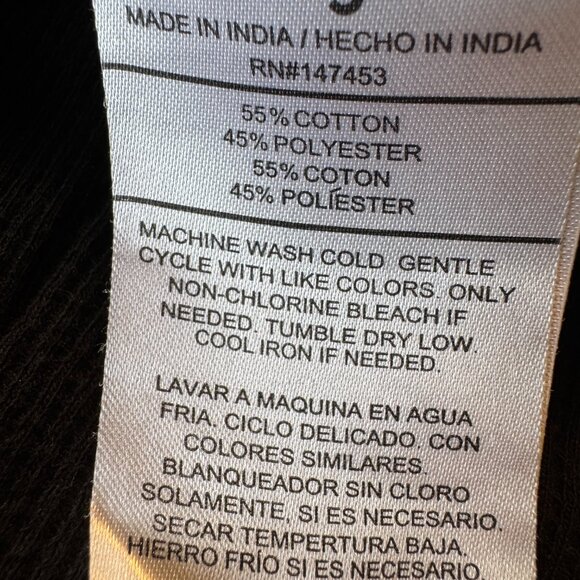 MADE IN INDIA / HECHO EN INDIA
RN#147453
55% COTTON
45% POLYESTER
55% COTON
45% POLÍESTER
MACHINE WASH COLD GENTLE
CYCLE WITH LIKE COLORS. ONLY
NON-CHLORINE BLEACH IF
NEEDED. TUMBLE DRY LOW.
COOL IRON IF NEEDED.
LAVAR A MAQUINA EN AGUA
FRIA. CICLO DELICADO. CON
COLORES SIMILARES.
BLANQUEADOR SIN CLORO
SOLAMENTE, SI ES NECESARIO.
SECAR TEMPERTURA BAJA.
HIERRO FRÍO SI ES NECESARIO